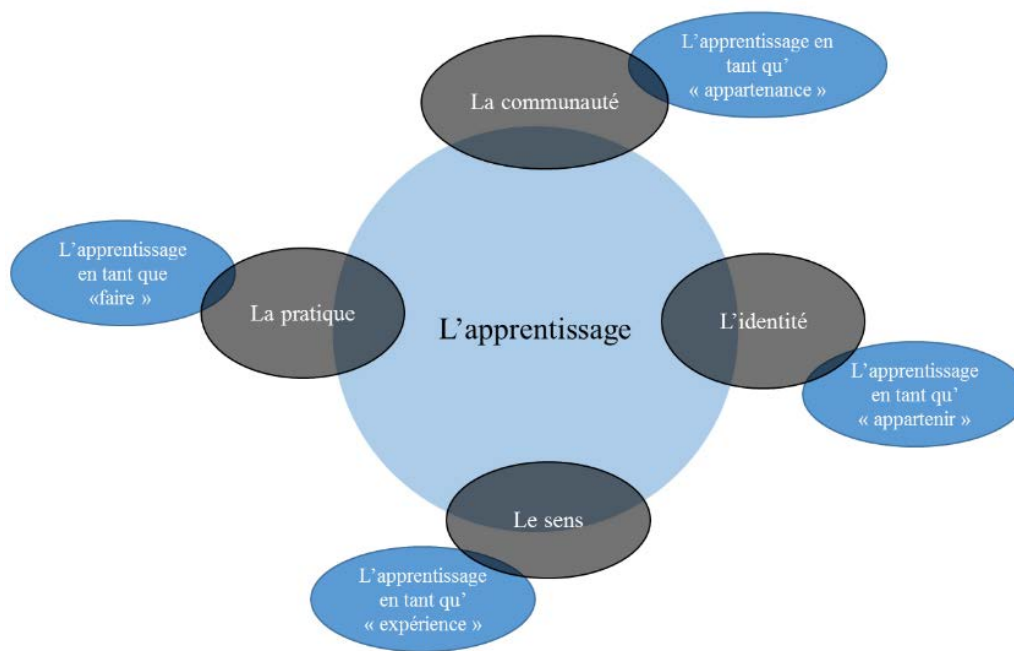 L’apprentissage en
tant qu’
« appartenance »
La communauté
L’apprentissage
en tant que
«faire »
La pratique
L’apprentissage
L’identité
L’apprentissage
en tant qu’
« appartenir »
Le sens
L’apprentissage
en tant qu’
« expérience »